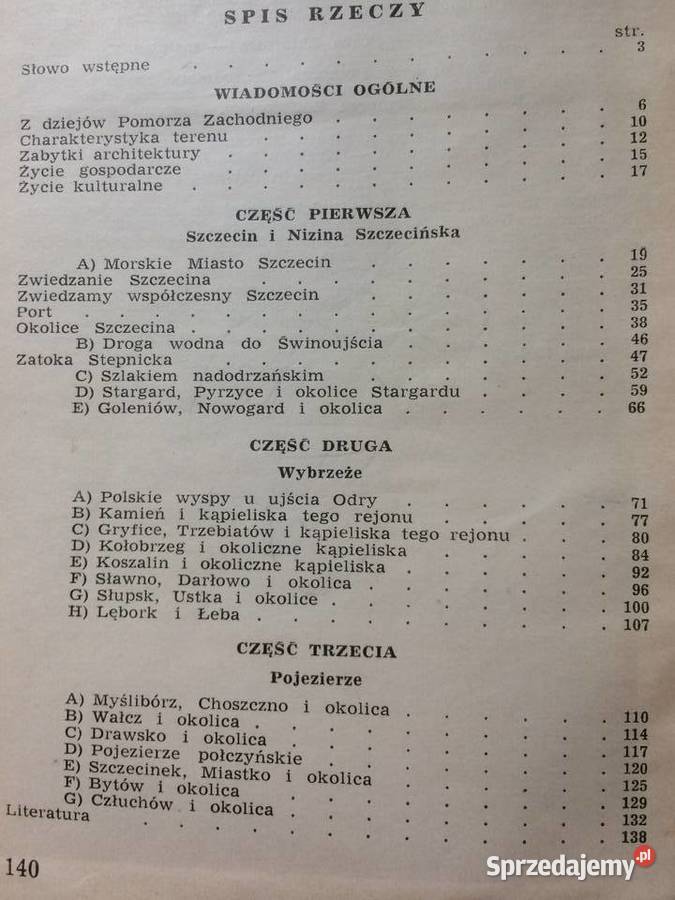 SPIS RZECZY
str.
Słowo wstępne . . . . . . . . . . . . 3
WIADOMOŚCI OGÓLNE
Z dziejów Pomorza Zachodniego . . . . . . . . 6
Charakterystyka terenu . . . . . . . . . . 10
Zabytki architektury . . . . . . . . . . . 12
Życie gospodarcze . . . . . . . . . . . 15
Życie kulturalne . . . . . . . . . . . . 17
CZĘŚĆ PIERWSZA
Szczecin i Nizina Szczecińska
A) Morskie Miasto Szczecin . . . . . . . 19
Zwiedzanie Szczecina . . . . . . . . . . 25
Zwiedzamy współczesny Szczecin . . . . . . . 31
Port . . . . . . . . . . . . . . . 35
Okolice Szczecina . . . . . . . . . . . . 38
B) Droga wodna do Świnoujścia . . . . . . 46
Zatoka Stepnicka . . . . . . . . . . . 47
C) Szlakiem nadodrzańskim . . . . . . . 52
D) Stargard, Pyrzyce i okolice Stargardu . . . . 59
E) Goleniów, Nowogard i okolica . . . . . . 66
CZĘŚĆ DRUGA
Wybrzeże
A) Polskie wyspy u ujścia Odry . . . . . . 71
B) Kamień i kąpieliska tego rejonu . . . . . 77
C) Gryfice, Trzebiatów i kąpieliska tego rejonu . . . 80
D) Kołobrzeg i okoliczne kąpieliska . . . . . 84
E) Koszalin i okoliczne kąpieliska . . . . . . 92
F) Sławno, Darłowo i okolica . . . . . . . 96
G) Słupsk, Ustka i okolice . . . . . . . . 100
H) Lębork i Łeba . . . . . . . . . . 107
CZĘŚĆ TRZECIA
Pojezierze
A) Myślibórz, Choszczno i okolica . . . . . . 110
B) Wałcz i okolica . . . . . . . . . . 114
C) Drawsko i okolica . . . . . . . . . 117
D) Pojezierze połczyńskie . . . . . . . . 120
E) Szczecinek, Miastko i okolica . . . . . . 125
F) Bytów i okolica . . . . . . . . . 129
G) Człuchów i okolica . . . . . . . . . 132
Literatura . . . . . . . . . . . . . 138
140
Sprzedajemy.pl